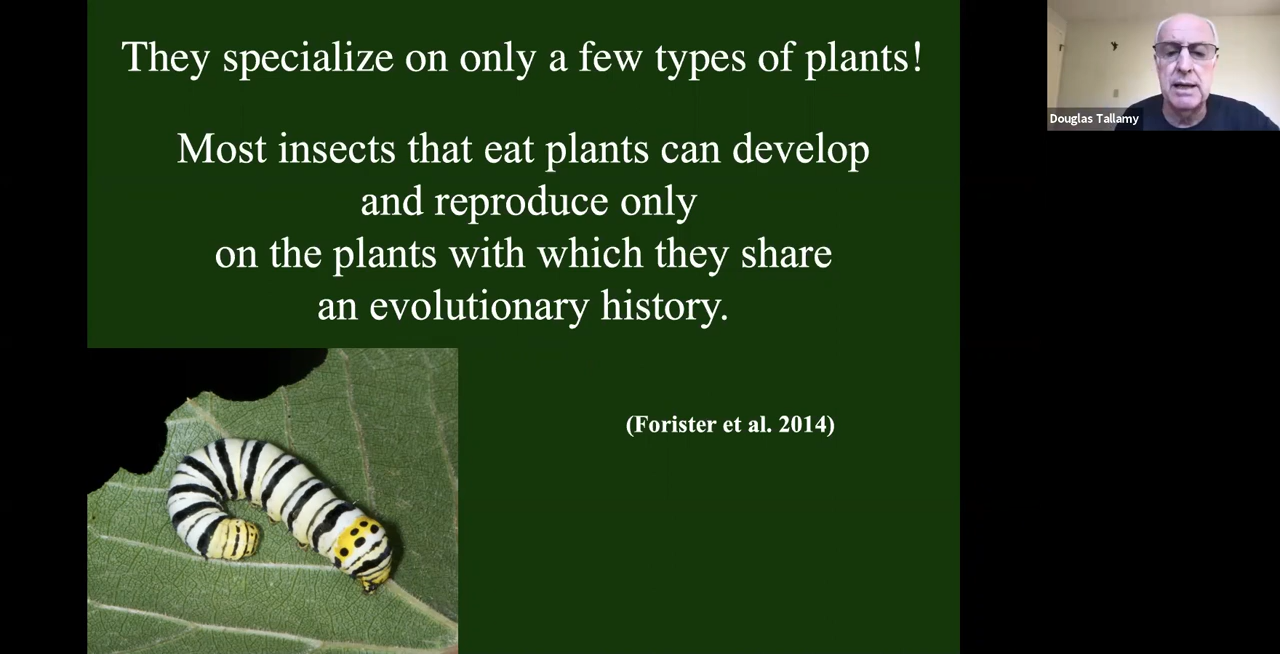 They specialize on only a few types of plants!
Most insects that eat plants can develop
and reproduce only
on the plants with which they share
an evolutionary history.
(Forister et al. 2014)
Douglas Tallamy